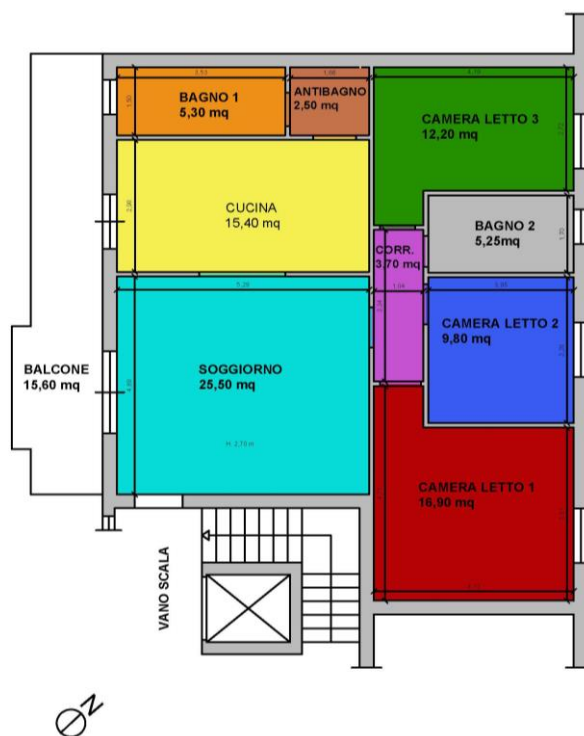 BAGNO 1
5,30 mq
ANTIBAGNO
2,50 mq
CAMERA LETTO 3
12,20 mq
CUCINA
15,40 mq
BAGNO 2
5,25mq
CORR.
3,70 mq
BALCONE
15,60 mq
SOGGIORNO
25,50 mq
H: 2.70 m
CAMERA LETTO 2
9,80 mq
CAMERA LETTO 1
16,90 mq
VANO SCALA
N